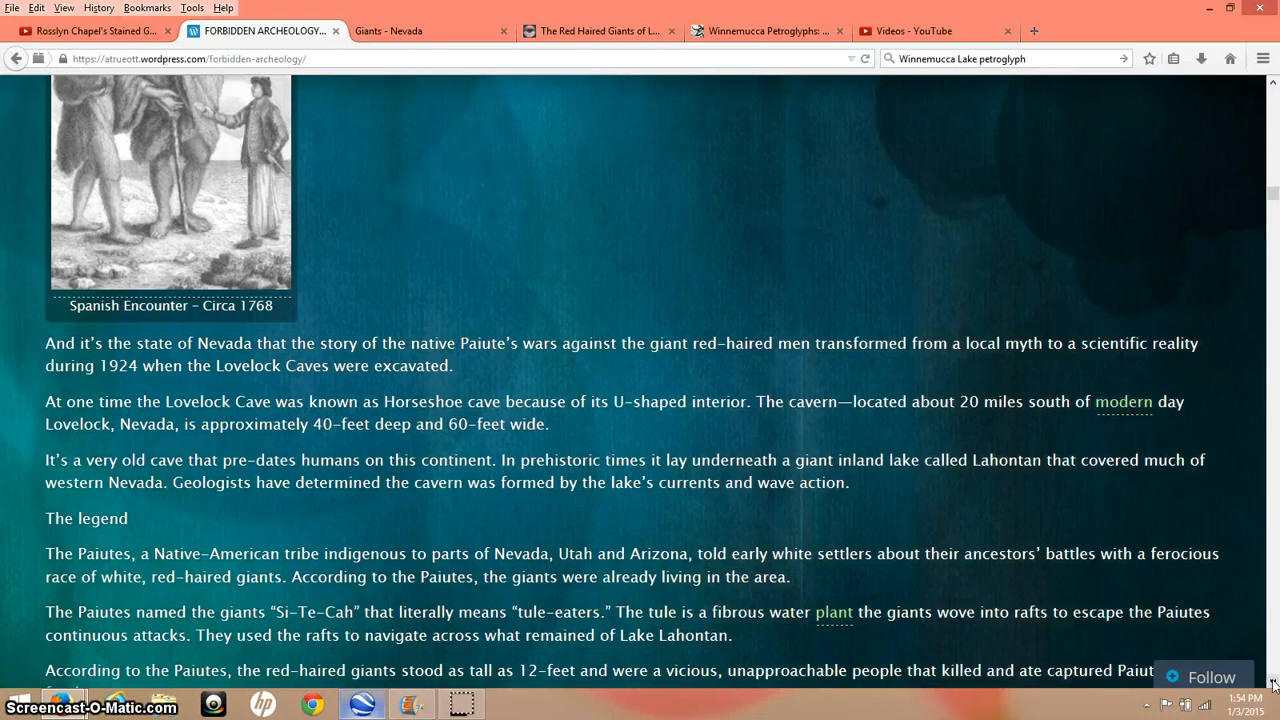 File Edit View History Bookmarks Tools Help
Rosslyn Chapel's Stained G...
FORBIDDEN ARCHEOLOGY...
Giants - Nevada
The Red Haired Giants of L...
Winnemucca Petroglyphs: ...
Videos - YouTube
https://atrueott.wordpress.com/forbidden-archeology/
Winnemucca Lake petroglyph
Spanish Encounter – Circa 1768
And it's the state of Nevada that the story of the native Paiute's wars against the giant red-haired men transformed from a local myth to a scientific reality
during 1924 when the Lovelock Caves were excavated.
At one time the Lovelock Cave was known as Horseshoe cave because of its U-shaped interior. The cavern—located about 20 miles south of modern day
Lovelock, Nevada, is approximately 40-feet deep and 60-feet wide.
It's a very old cave that pre-dates humans on this continent. In prehistoric times it lay underneath a giant inland lake called Lahontan that covered much of
western Nevada. Geologists have determined the cavern was formed by the lake's currents and wave action.
The legend
The Paiutes, a Native-American tribe indigenous to parts of Nevada, Utah and Arizona, told early white settlers about their ancestors' battles with a ferocious
race of white, red-haired giants. According to the Paiutes, the giants were already living in the area.
The Paiutes named the giants “Si-Te-Cah” that literally means “tule-eaters.” The tule is a fibrous water plant the giants wove into rafts to escape the Paiutes
continuous attacks. They used the rafts to navigate across what remained of Lake Lahontan.
According to the Paiutes, the red-haired giants stood as tall as 12-feet and were a vicious, unapproachable people that killed and ate captured
Follow
Screencast-O-Matic.com
hp
1:54 PM
1/3/2015